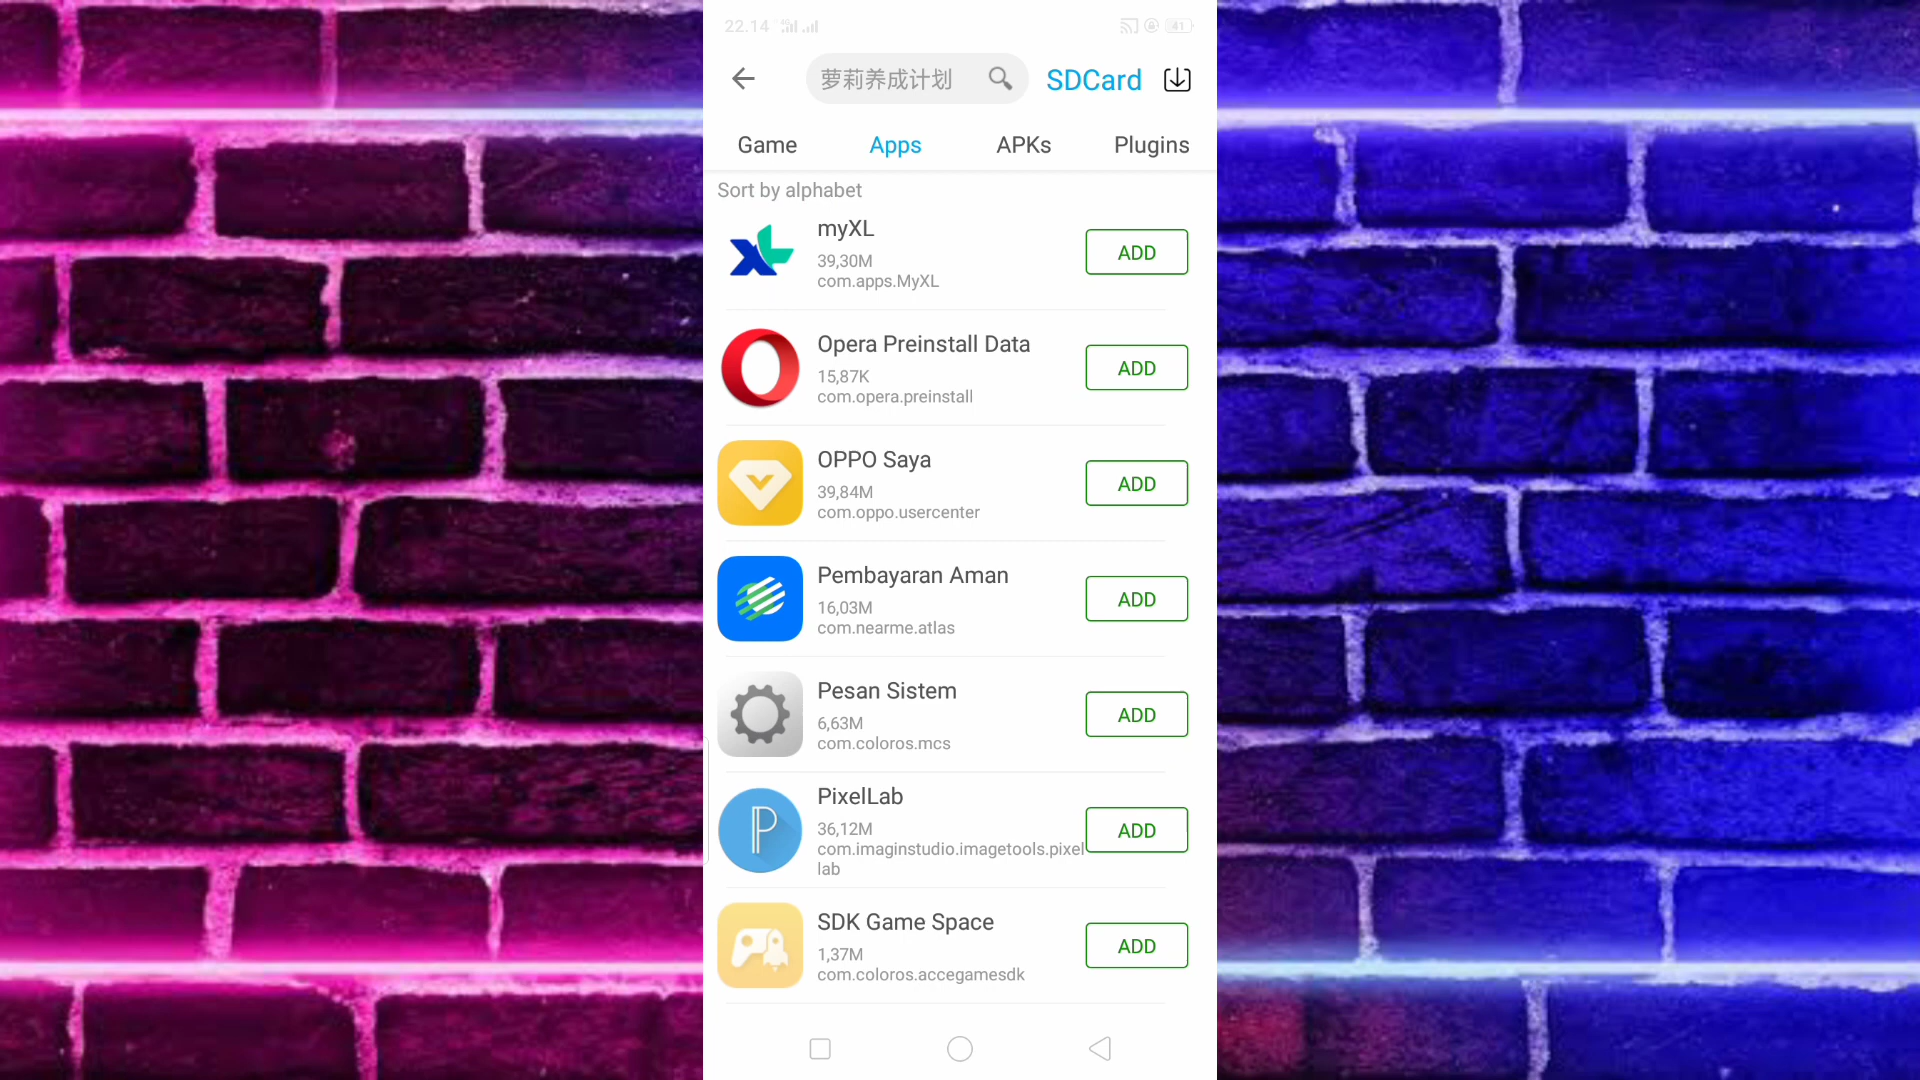 22.14
41
萝莉养成计划
SDCard
Game
Apps
APKs
Plugins
Sort by alphabet
myXL
39,30M
com.apps.MyXL
ADD
Opera Preinstall Data
15,87K
com.opera.preinstall
ADD
OPPO Saya
39,84M
com.oppo.usercenter
ADD
Pembayaran Aman
16,03M
com.nearme.atlas
ADD
Pesan Sistem
6,63M
com.coloros.mcs
ADD
PixelLab
36,12M
com.imaginstudio.imagetools.pixel
lab
ADD
SDK Game Space
1,37M
com.coloros.accegamesdk
ADD